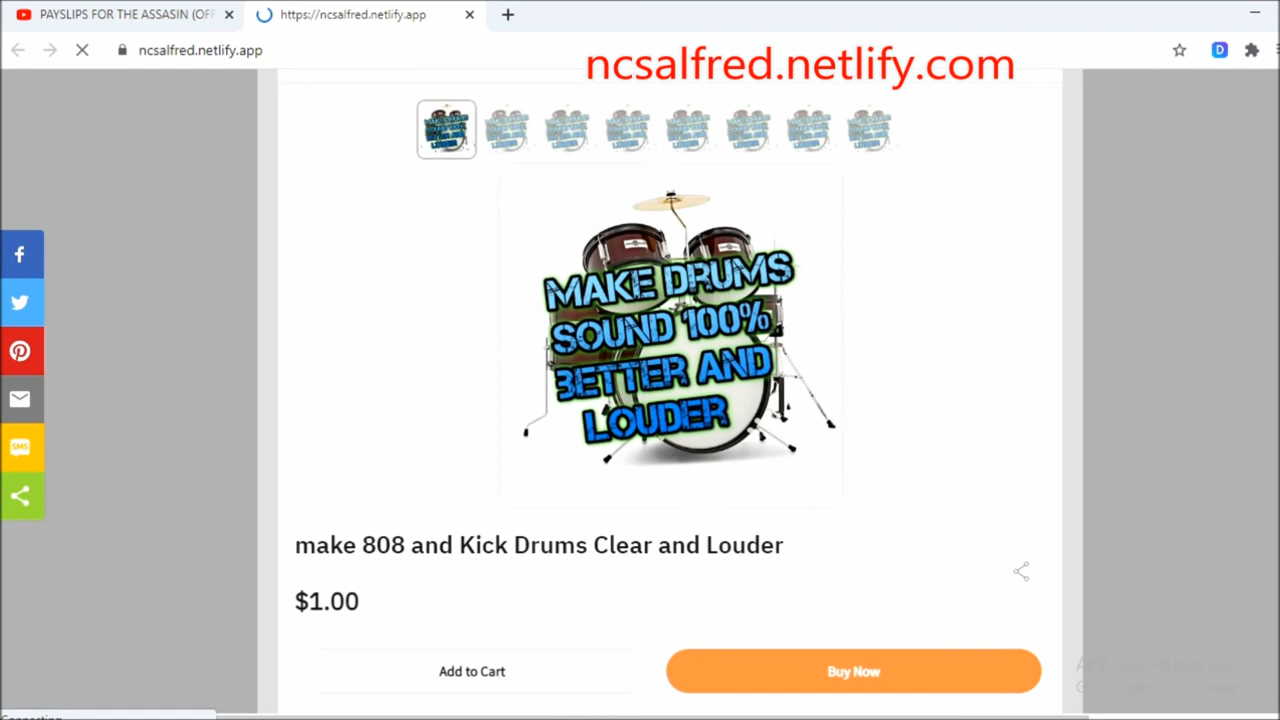 PAYSLIPS FOR THE ASSASIN (OFF
https://ncsalfred.netlify.app
ncsalfred.netlify.app
ncsalfred.netlify.com
MAKE DRUMS
SOUND 100%
BETTER AND
LOUDER
SMS
make 808 and Kick Drums Clear and Louder
$1.00
Add to Cart
Buy Now